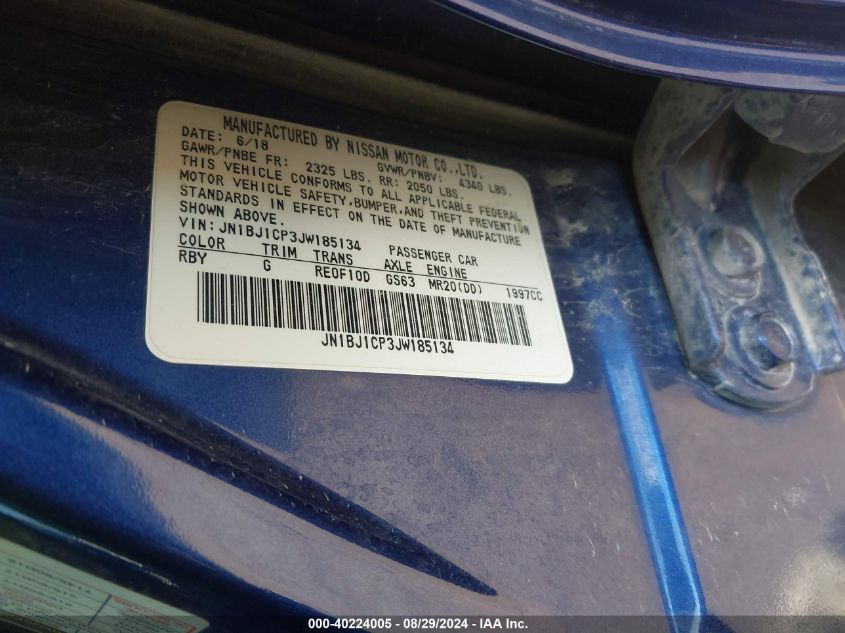 MANUFACTURED BY NISSAN MOTOR CO.,LTD.
DATE: 6/18 GVWR/PNBV: 4340 LBS.
GAWR/PNBE FR: 2325 LBS. RR: 2050 LBS.
THIS VEHICLE CONFORMS TO ALL APPLICABLE FEDERAL
MOTOR VEHICLE SAFETY,BUMPER,AND THEFT PREVENTION
STANDARDS IN EFFECT ON THE DATE OF MANUFACTURE
SHOWN ABOVE.
VIN: JN1BJ1CP3JW185134 PASSENGER CAR
COLOR TRIM TRANS AXLE ENGINE
RBY G RE0F10D GS63 MR20(DD) 1997CC
JN1BJ1CP3JW185134
000-40224005 - 08/29/2024 - IAAI Inc.